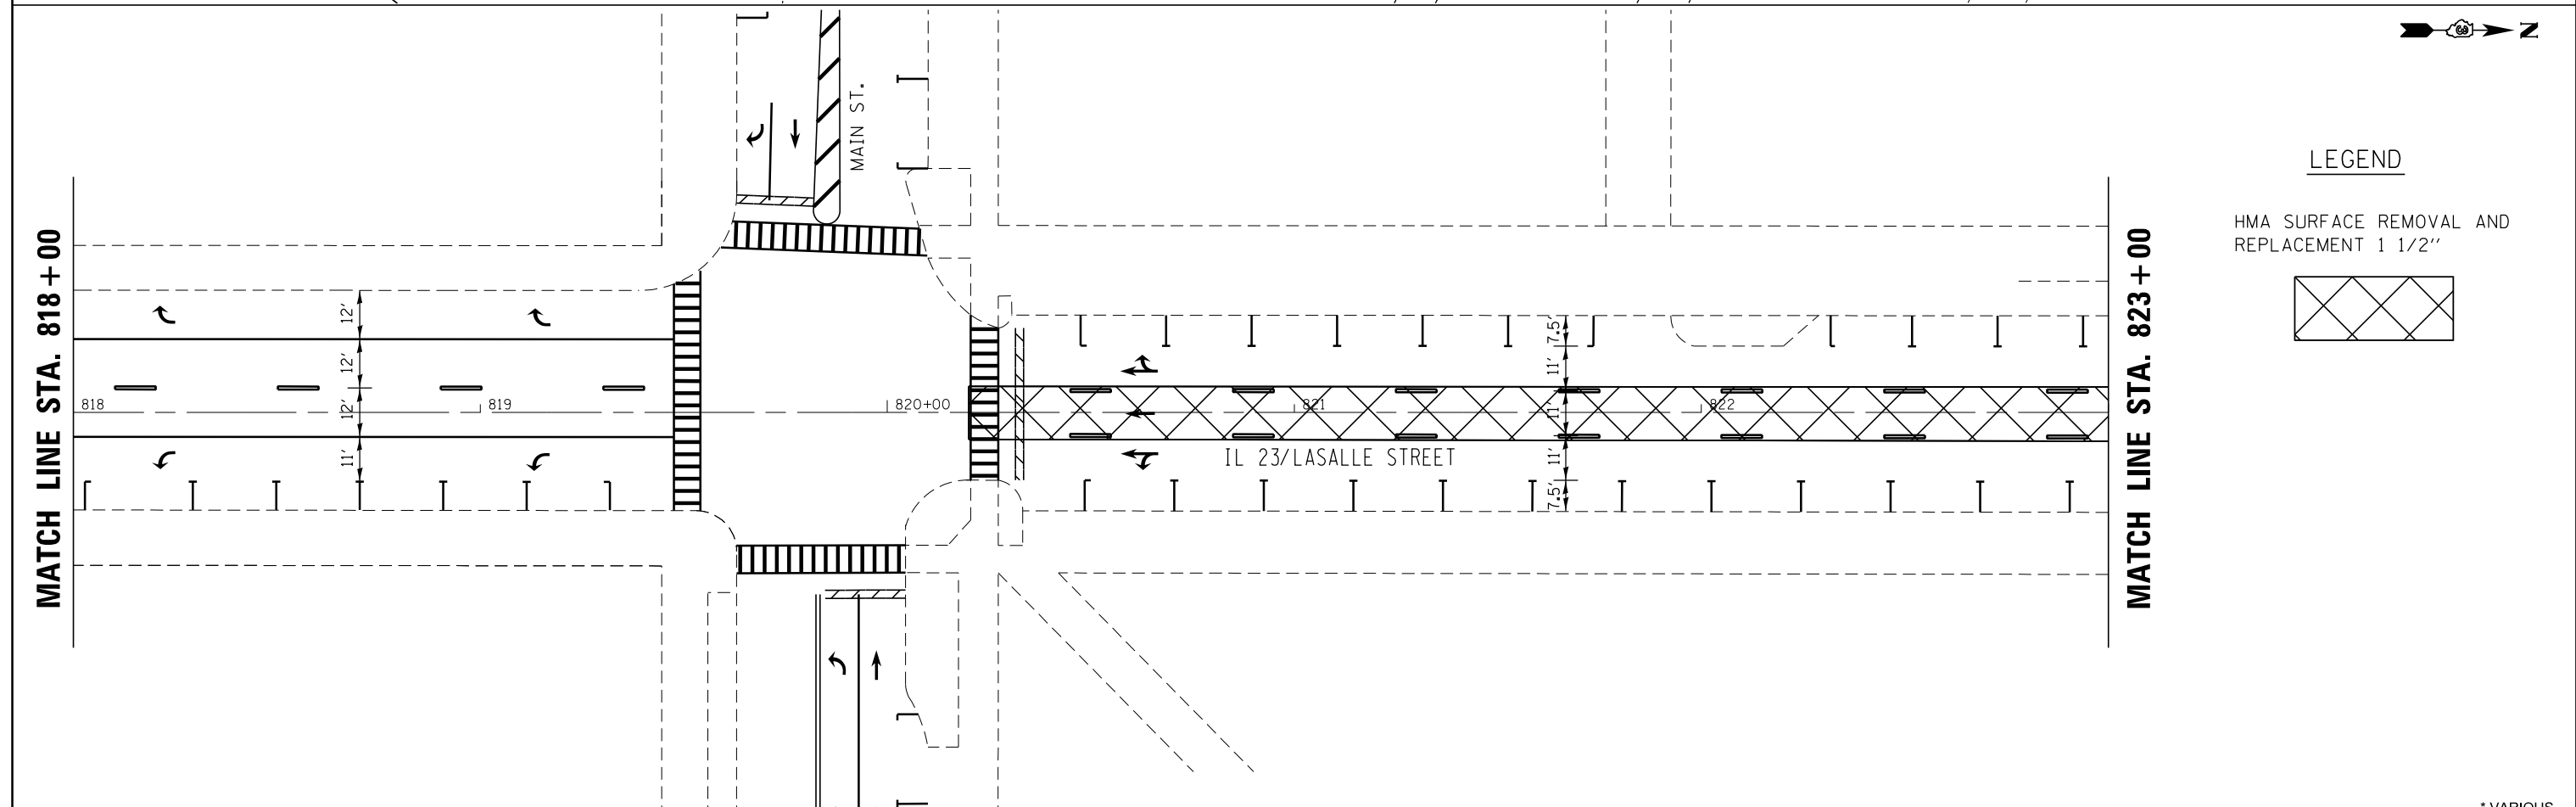 N
MAIN ST.
LEGEND
HMA SURFACE REMOVAL AND
REPLACEMENT 1 1/2''
MATCH LINE STA. 818+00
MATCH LINE STA. 823+00
12'
12'
12'
11'
7.5'
11'
11'
11'
7.5'
818
819
820+00
821
822
IL 23/LASALLE STREET
* VARIOUS